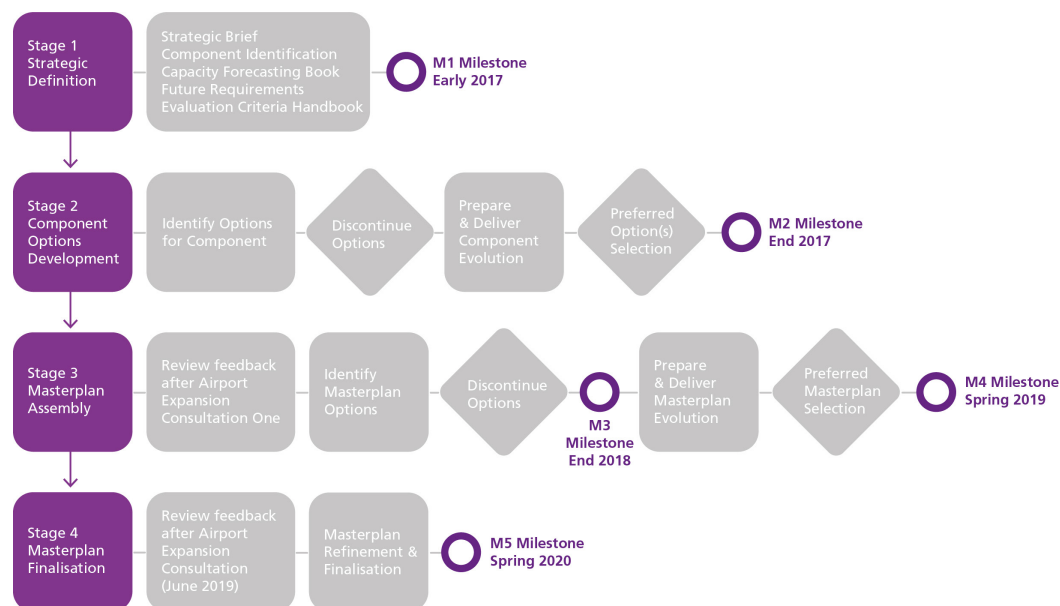 Stage 1
Strategic
Definition
Strategic Brief
Component Identification
Capacity Forecasting Book
Future Requirements
Evaluation Criteria Handbook
M1 Milestone
Early 2017
Stage 2
Component
Options
Development
Identify Options
for Component
Discontinue
Options
Prepare
& Deliver
Component
Evolution
Preferred
Option(s)
Selection
M2 Milestone
End 2017
Stage 3
Masterplan
Assembly
Review feedback
after Airport
Expansion
Consultation One
Identify
Masterplan
Options
Discontinue
Options
M3
Milestone
End 2018
Prepare
& Deliver
Masterplan
Evolution
Preferred
Masterplan
Selection
M4 Milestone
Spring 2019
Stage 4
Masterplan
Finalisation
Review feedback
after Airport
Expansion
Consultation
(June 2019)
Masterplan
Refinement &
Finalisation
M5 Milestone
Spring 2020